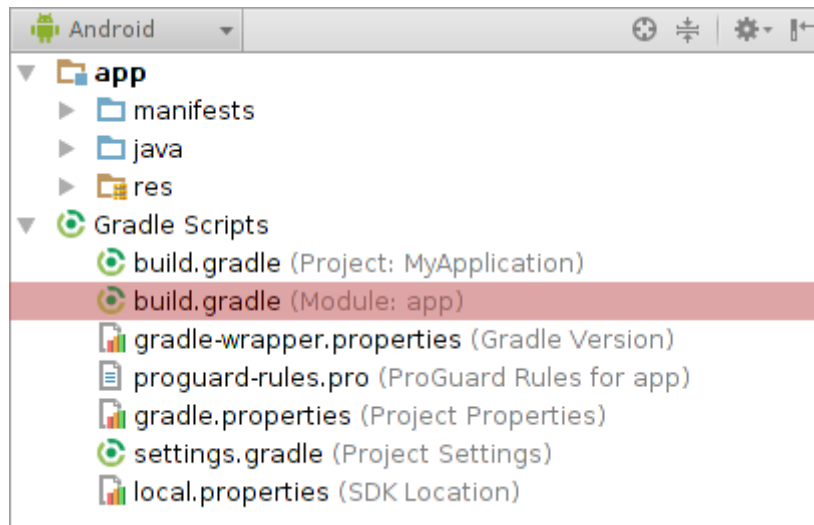 Android
app
manifests
java
res
Gradle Scripts
build.gradle (Project: MyApplication)
build.gradle (Module: app)
gradle-wrapper.properties (Gradle Version)
proguard-rules.pro (ProGuard Rules for app)
gradle.properties (Project Properties)
settings.gradle (Project Settings)
local.properties (SDK Location)